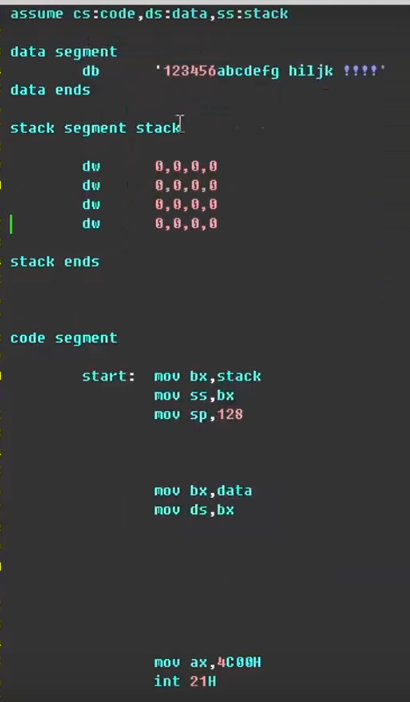 assume cs:code,ds:data,ss:stack
data segment
db '123456abcdefg hiljk !!!!'
data ends
stack segment stack
dw 0,0,0,0
dw 0,0,0,0
dw 0,0,0,0
dw 0,0,0,0
stack ends
code segment
start: mov bx,stack
mov ss,bx
mov sp,128
mov bx,data
mov ds,bx
mov ax,4C00H
int 21H